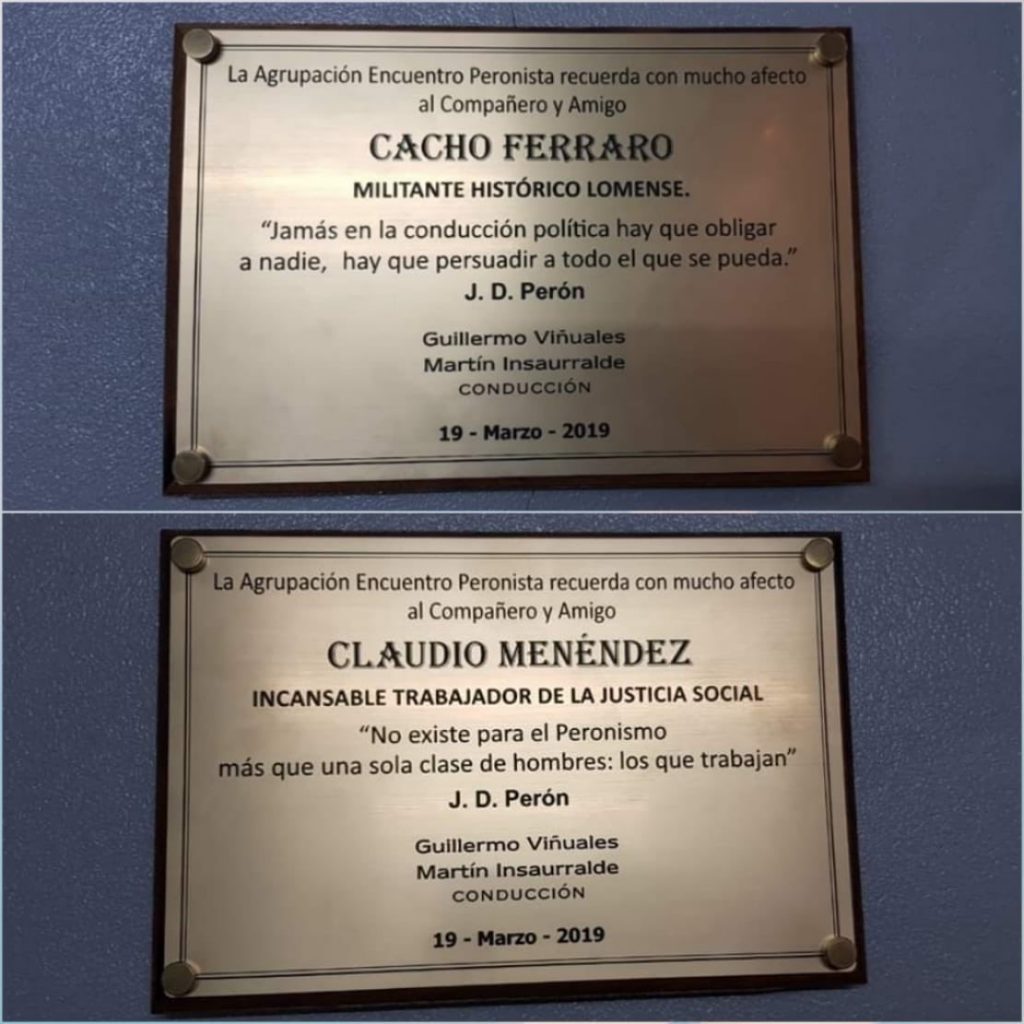 La Agrupación Encuentro Peronista recuerda con mucho afecto
al Compañero y Amigo
CACHO FERRARO
MILITANTE HISTÓRICO LOMENSE.
“Jamás en la conducción política hay que obligar
a nadie, hay que persuadir a todo el que se pueda.”
J. D. Perón
Guillermo Viñuales
Martín Insaurralde
CONDUCCIÓN
19 - Marzo - 2019
La Agrupación Encuentro Peronista recuerda con mucho afecto
al Compañero y Amigo
CLAUDIO MENÉNDEZ
INCANSABLE TRABAJADOR DE LA JUSTICIA SOCIAL
“No existe para el Peronismo
más que una sola clase de hombres: los que trabajan”
J. D. Perón
Guillermo Viñuales
Martín Insaurralde
CONDUCCIÓN
19 - Marzo - 2019